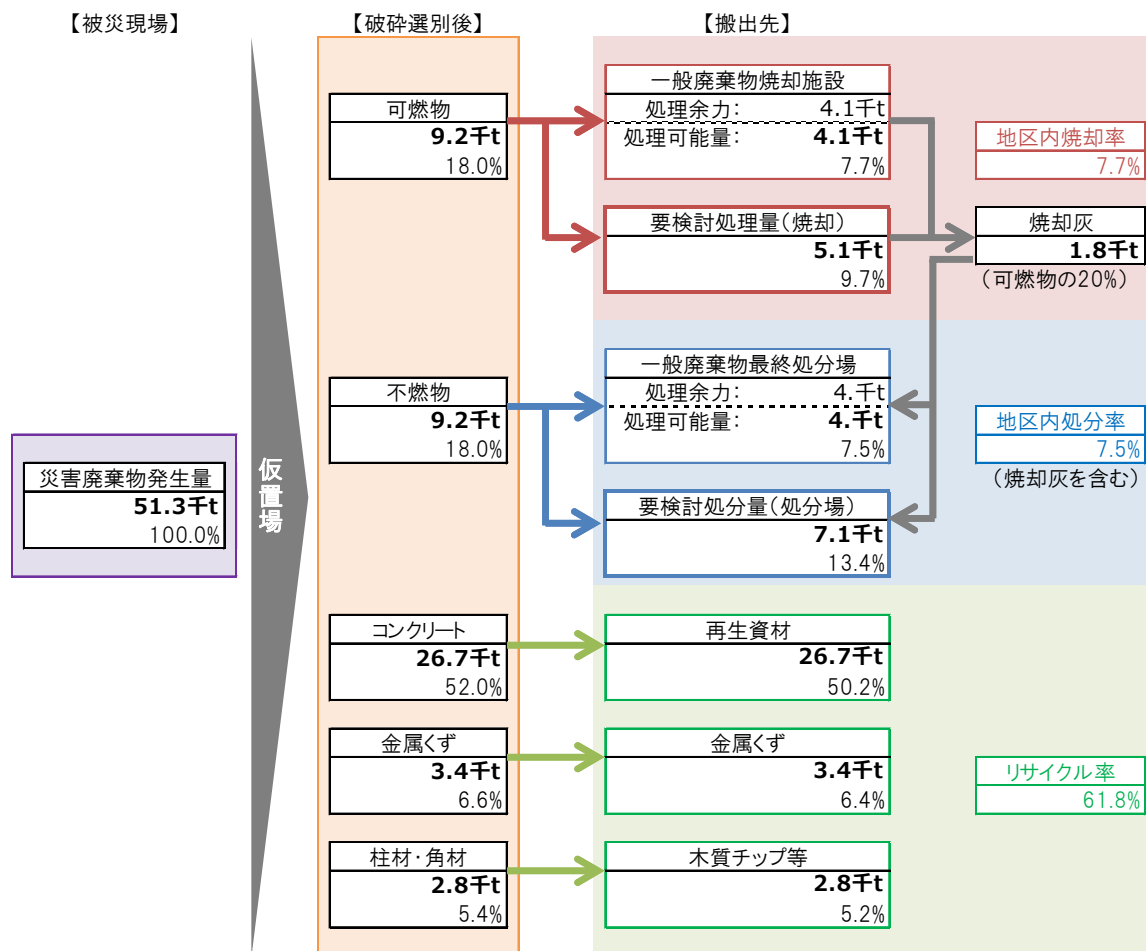 【被災現場】
【破砕選別後】
【搬出先】
災害廃棄物発生量
51.3千t
100.0%
仮置場
可燃物
9.2千t
18.0%
不燃物
9.2千t
18.0%
コンクリート
26.7千t
52.0%
金属くず
3.4千t
6.6%
柱材・角材
2.8千t
5.4%
一般廃棄物焼却施設
処理余力： 4.1千t
処理可能量： 4.1千t
7.7%
要検討処理量（焼却）
5.1千t
9.7%
一般廃棄物最終処分場
処理余力： 4.千t
処理可能量： 4.千t
7.5%
要検討処分量（処分場）
7.1千t
13.4%
再生資材
26.7千t
50.2%
金属くず
3.4千t
6.4%
木質チップ等
2.8千t
5.2%
地区内焼却率
7.7%
焼却灰
1.8千t
（可燃物の20%）
地区内処分率
7.5%
（焼却灰を含む）
リサイクル率
61.8%